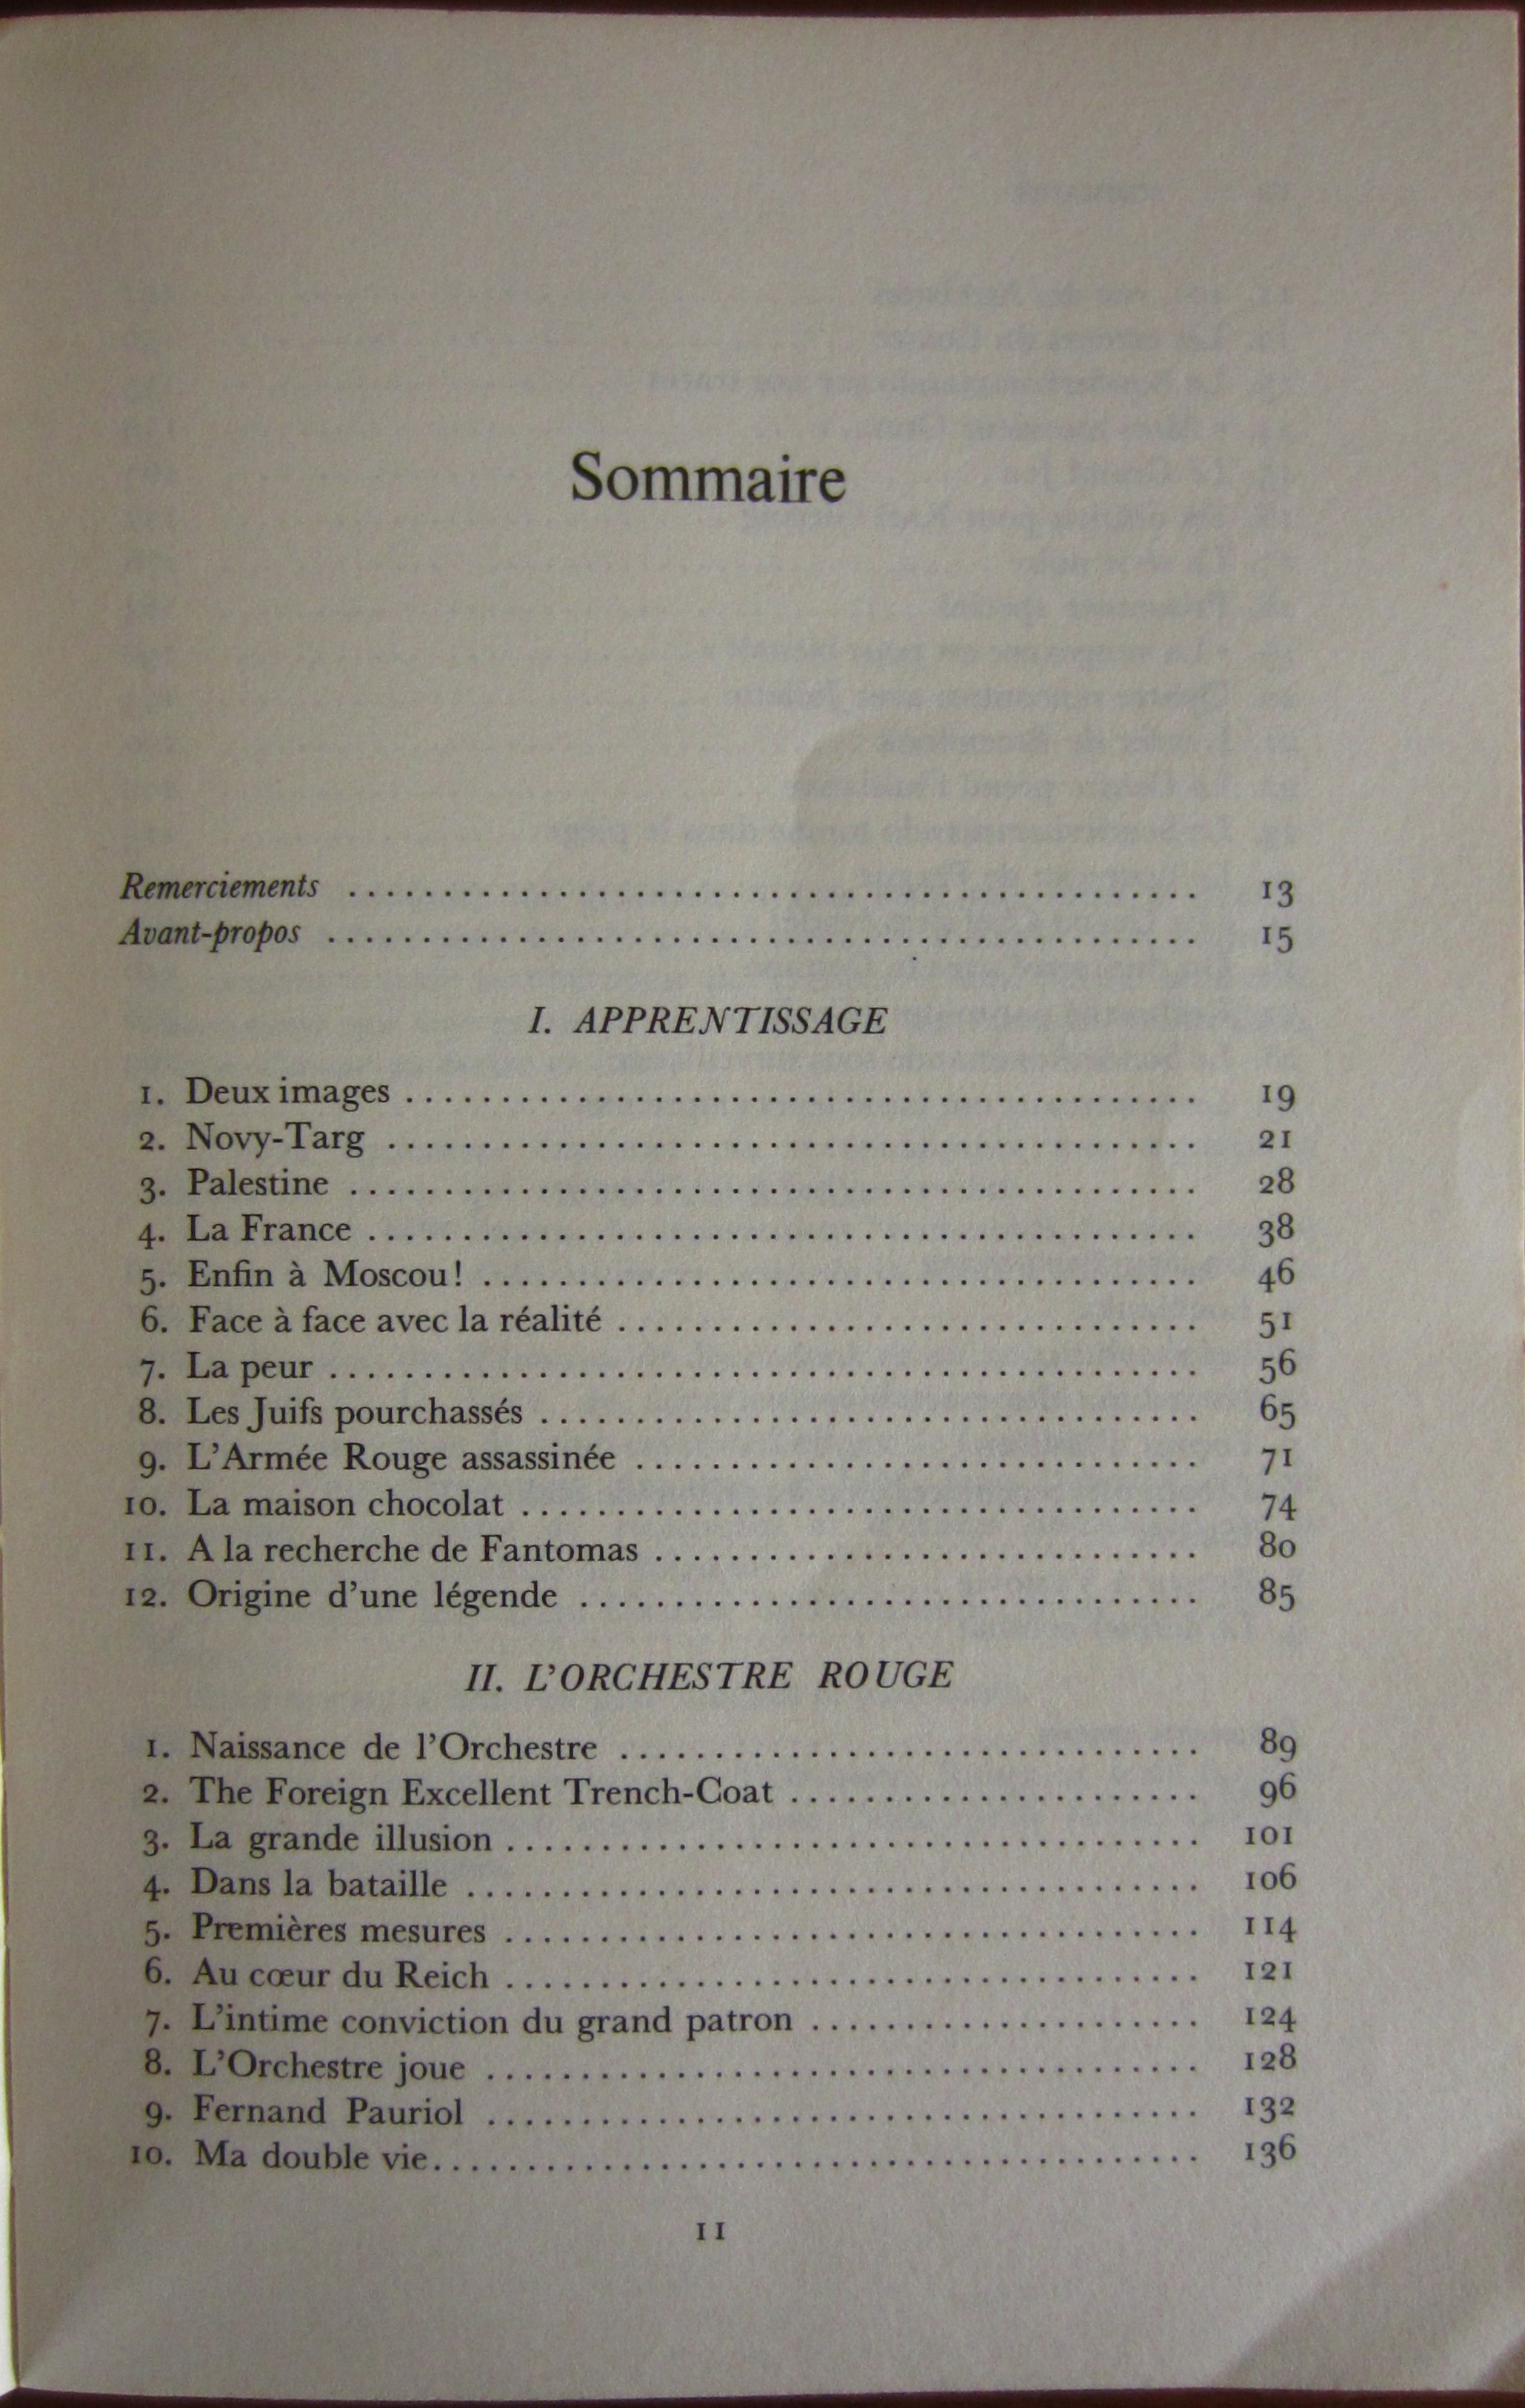 Sommaire
Remerciements .................................................. 13
Avant-propos .................................................. 15
I. APPRENTISSAGE
1. Deux images .................................................. 19
2. Novy-Targ .................................................. 21
3. Palestine .................................................. 28
4. La France .................................................. 38
5. Enfin à Moscou! .................................................. 46
6. Face à face avec la réalité .................................................. 51
7. La peur .................................................. 56
8. Les Juifs pourchassés .................................................. 65
9. L'Armée Rouge assassinée .................................................. 71
10. La maison chocolat .................................................. 74
11. A la recherche de Fantomas .................................................. 80
12. Origine d'une légende .................................................. 85
II. L'ORCHESTRE ROUGE
1. Naissance de l'Orchestre .................................................. 89
2. The Foreign Excellent Trench-Coat .................................................. 96
3. La grande illusion .................................................. 101
4. Dans la bataille .................................................. 106
5. Premières mesures .................................................. 114
6. Au cœur du Reich .................................................. 121
7. L'intime conviction du grand patron .................................................. 124
8. L'Orchestre joue .................................................. 128
9. Fernand Pauriol .................................................. 132
10. Ma double vie .................................................. 136
11